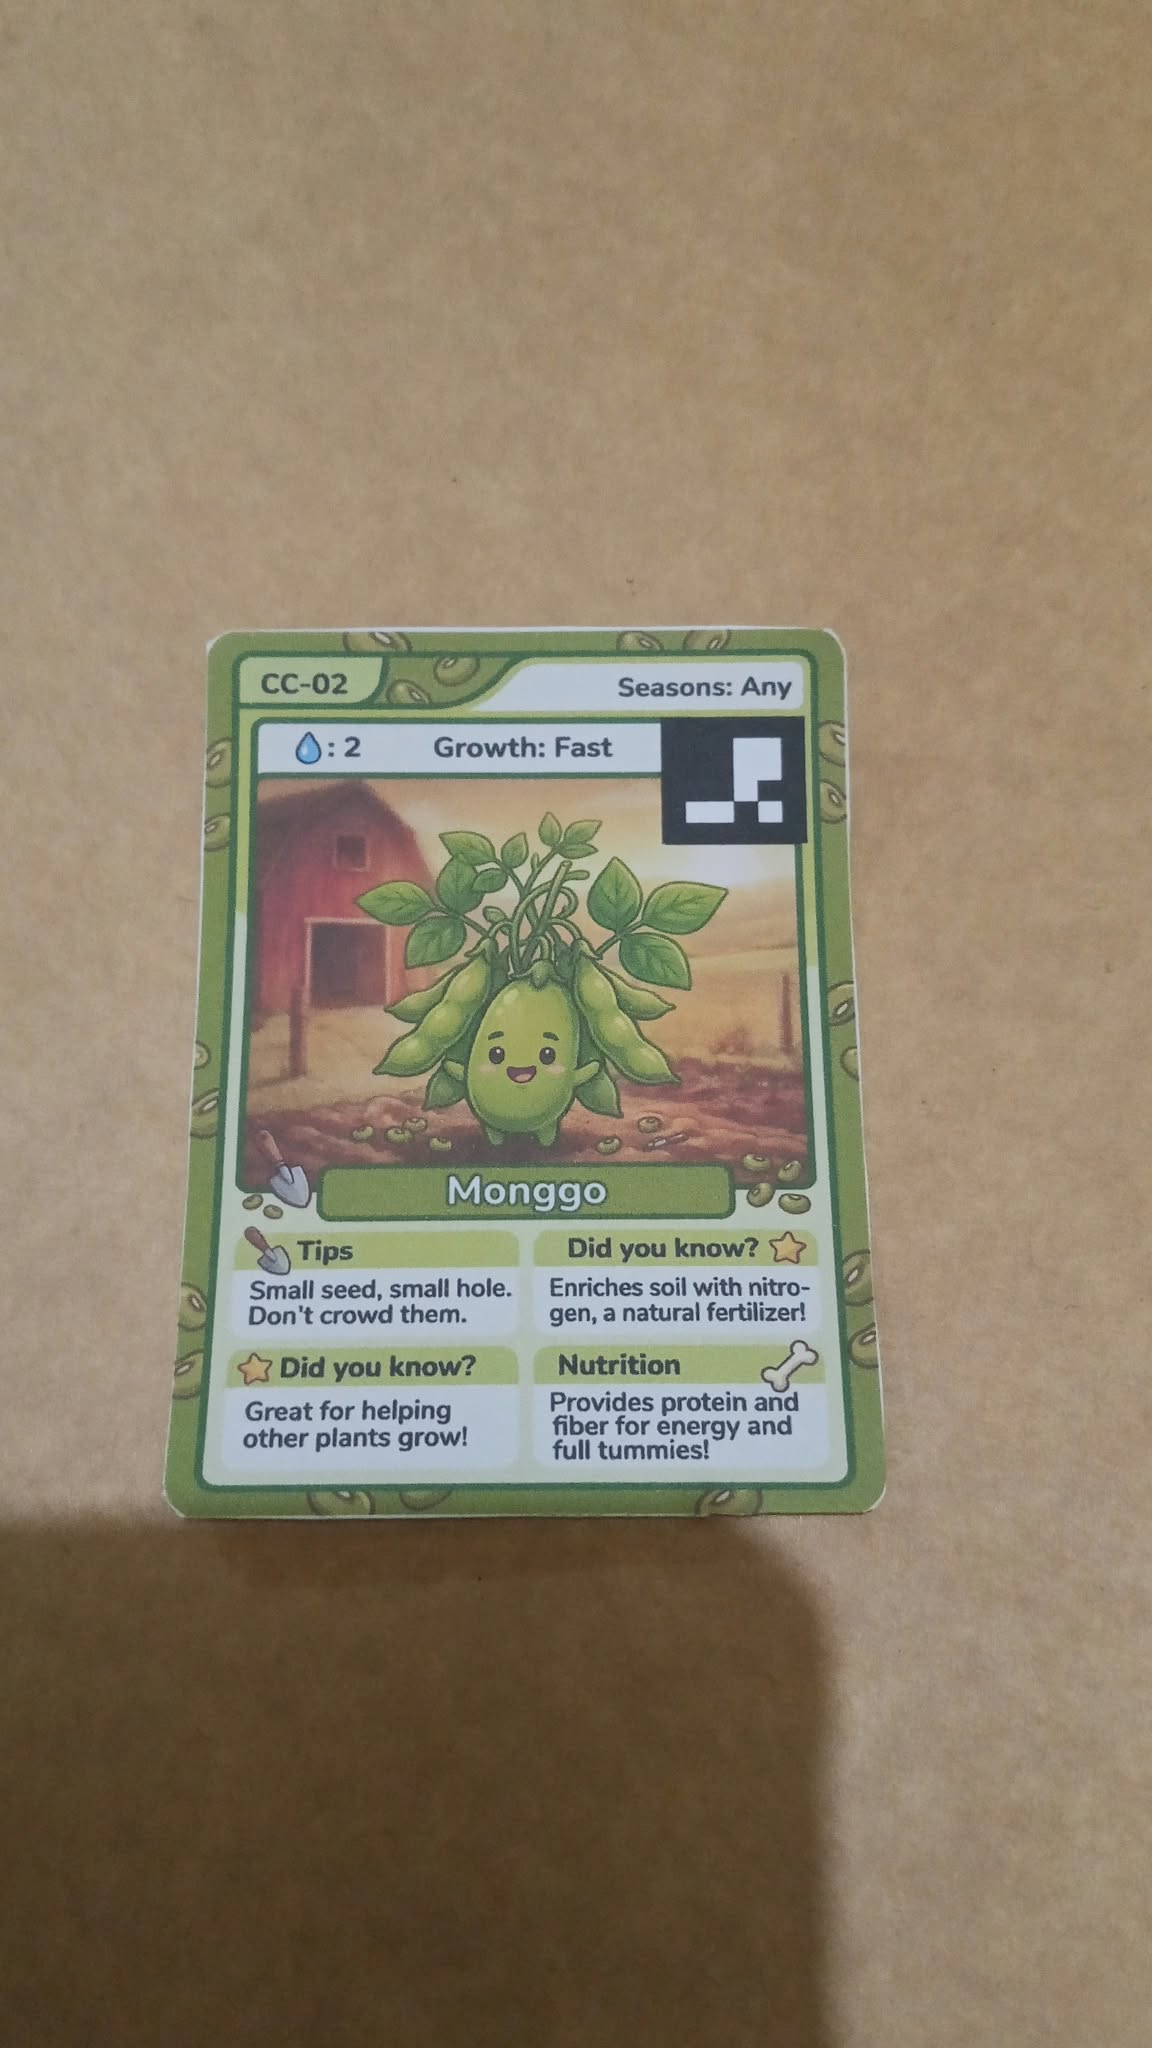 CC-02
Seasons: Any
: 2
Growth: Fast
Monggo
Tips
Small seed, small hole.
Don't crowd them.
Did you know?
Enriches soil with nitro-
gen, a natural fertilizer!
Did you know?
Great for helping
other plants grow!
Nutrition
Provides protein and
fiber for energy and
full tummies!